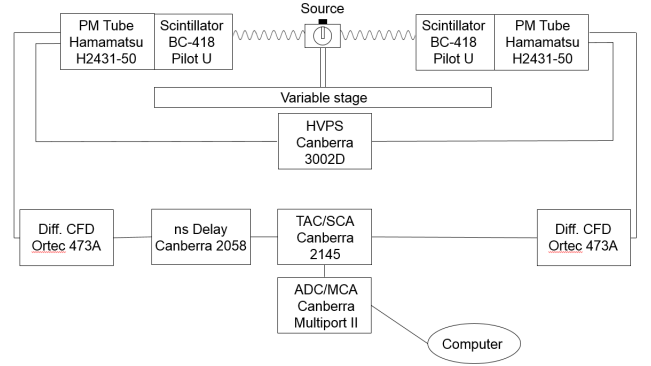 Source
PM Tube
Hamamatsu
H2431-50
Scintillator
BC-418
Pilot U
Scintillator
BC-418
Pilot U
PM Tube
Hamamatsu
H2431-50
Variable stage
HVPS
Canberra
3002D
Diff. CFD
Ortec 473A
ns Delay
Canberra 2058
TAC/SCA
Canberra
2145
Diff. CFD
Ortec 473A
ADC/MCA
Canberra
Multiport II
Computer